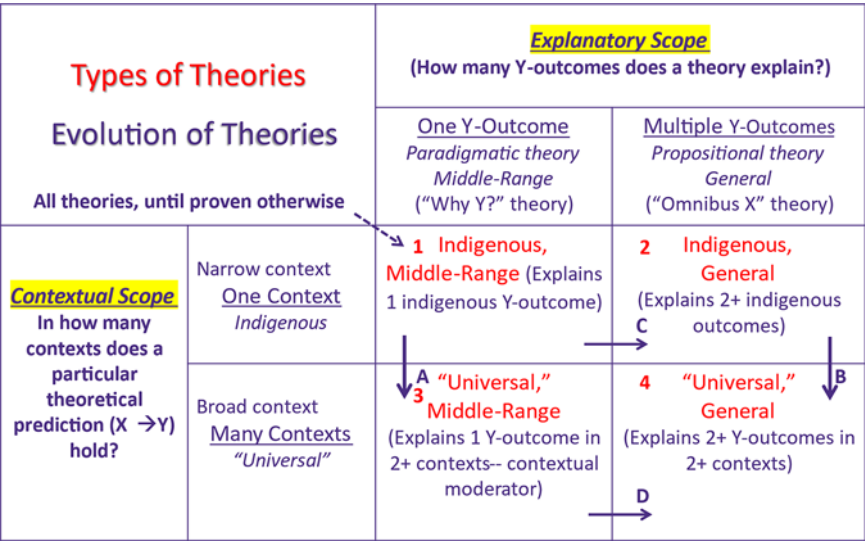 Types of Theories
Evolution of Theories
All theories, until proven otherwise
Explanatory Scope
(How many Y-outcomes does a theory explain?)
One Y-Outcome
Paradigmatic theory
Middle-Range
("Why Y?" theory)
Multiple Y-Outcomes
Propositional theory
General
("Omnibus X" theory)
Contextual Scope
In how many
contexts does a
particular
theoretical
prediction (X →Y)
hold?
Narrow context
One Context
Indigenous
1 Indigenous,
Middle-Range (Explains
1 indigenous Y-outcome)
2 Indigenous,
General
(Explains 2+ indigenous
outcomes)
C
A
B
Broad context
Many Contexts
"Universal"
3 "Universal,"
Middle-Range
(Explains 1 Y-outcome in
2+ contexts-- contextual
moderator)
4 "Universal,"
General
(Explains 2+ Y-outcomes in
2+ contexts)
D